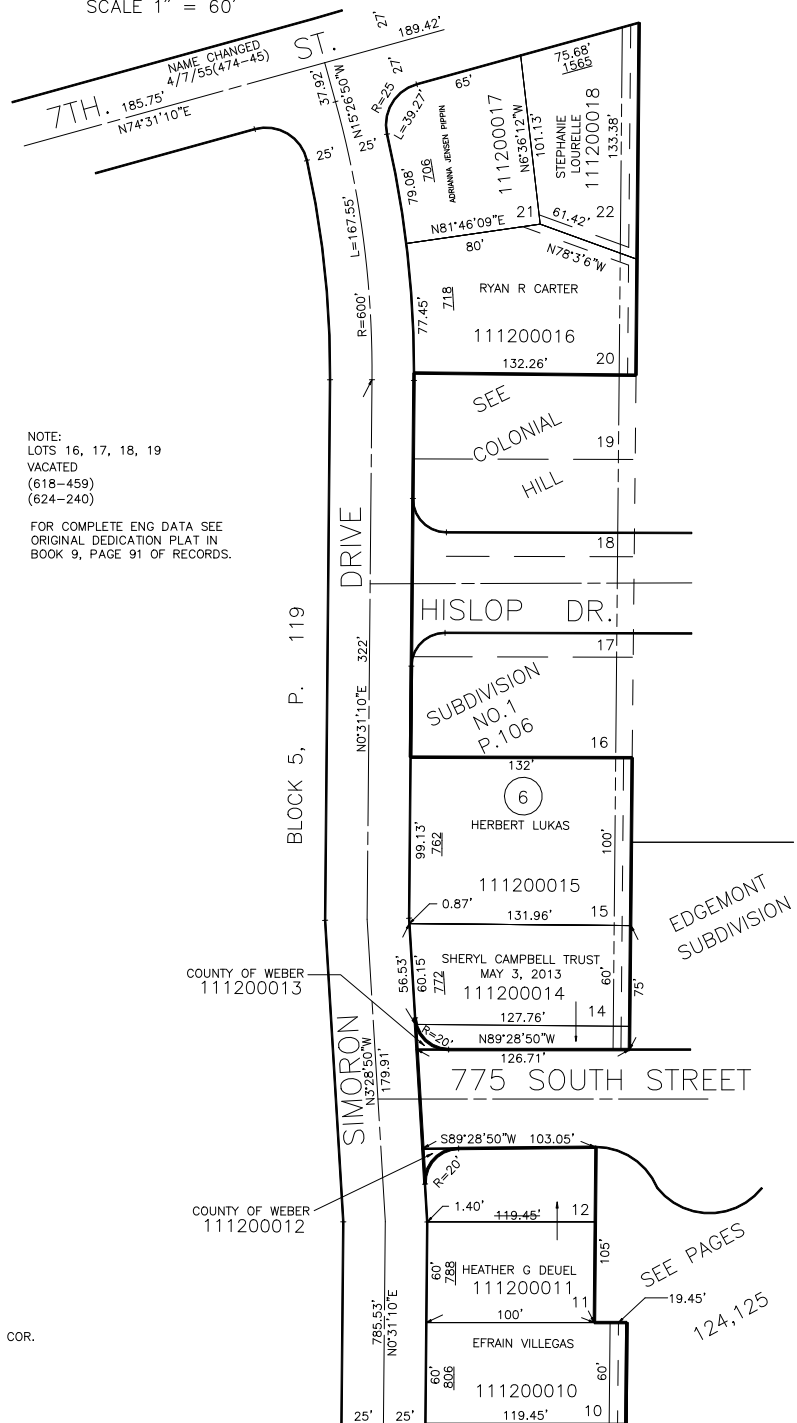 SCALE 1" = 60'
NAME CHANGED
4/7/55(474-45)
7TH. ST.
185.75'
N74°31'10"E
37.92'
N15°26'50"W
27'
189.42'
27'
R=25
L=39.27'
25'
25'
65'
75.68'
1565
79.08'
706
ADRIANNA JENSEN PIPPIN
111200017
N6°36'12"W
101.13'
STEPHANIE
LOURELLE
111200018
133.38'
21
61.42'
22
N81°46'09"E
80'
N78°3'6"W
L=167.55'
R=600'
77.45'
718
RYAN R CARTER
111200016
132.26'
20
SEE
COLONIAL
HILL
19
18
NOTE:
LOTS 16, 17, 18, 19
VACATED
(618-459)
(624-240)
FOR COMPLETE ENG DATA SEE
ORIGINAL DEDICATION PLAT IN
BOOK 9, PAGE 91 OF RECORDS.
HISLOP DR.
17
SUBDIVISION
NO.1
P.106
16
BLOCK 5, P. 119
SIMORON DRIVE
N0°31'10"E 322'
132'
6
HERBERT LUKAS
99.13'
762
100'
111200015
0.87'
131.96'
15
EDGEMONT
SUBDIVISION
56.53'
60.15'
772
SHERYL CAMPBELL TRUST
MAY 3, 2013
111200014
60'
75'
14
127.76'
COUNTY OF WEBER
111200013
R=20'
N89°28'50"W
126.71'
N3°28'50"W
179.91'
775 SOUTH STREET
S89°28'50"W 103.05'
R=20'
COUNTY OF WEBER
111200012
1.40'
119.45'
12
105'
60'
788
HEATHER G DEUEL
111200011
11
100'
SEE PAGES
124,125
19.45'
785.53'
N0°31'10"E
COR.
EFRAIN VILLEGAS
60'
806
60'
111200010
10
25'
25'
119.45'